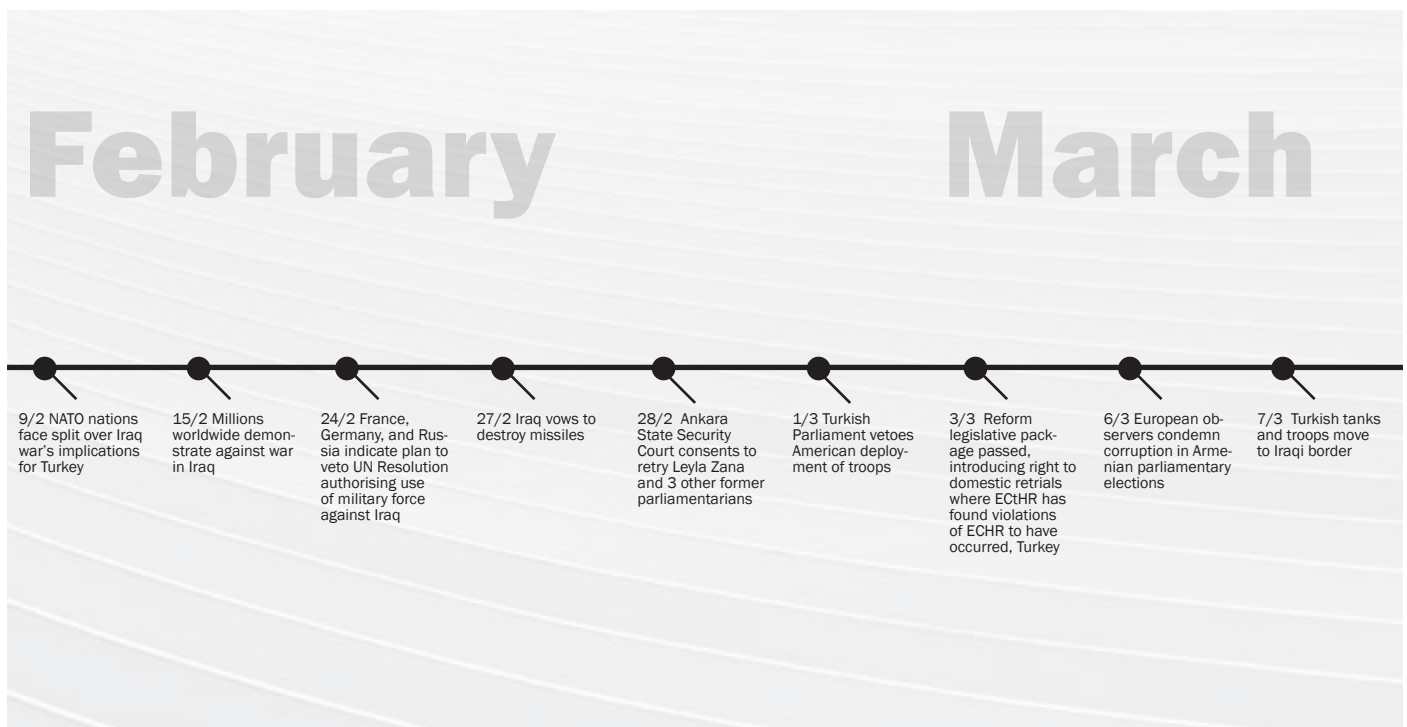 February
March
9/2 NATO nations
face split over Iraq
war's implications
for Turkey
15/2 Millions
worldwide demon-
strate against war
in Iraq
24/2 France,
Germany, and Rus-
sia indicate plan to
veto UN Resolution
authorising use
of military force
against Iraq
27/2 Iraq vows to
destroy missiles
28/2 Ankara
State Security
Court consents to
retry Leyla Zana
and 3 other former
parliamentarians
1/3 Turkish
Parliament vetoes
American deploy-
ment of troops
3/3 Reform
legislative pack-
age passed,
introducing right to
domestic retrials
where ECtHR has
found violations
of ECHR to have
occurred, Turkey
6/3 European ob-
servers condemn
corruption in Arme-
nian parliamentary
elections
7/3 Turkish tanks
and troops move
to Iraqi border